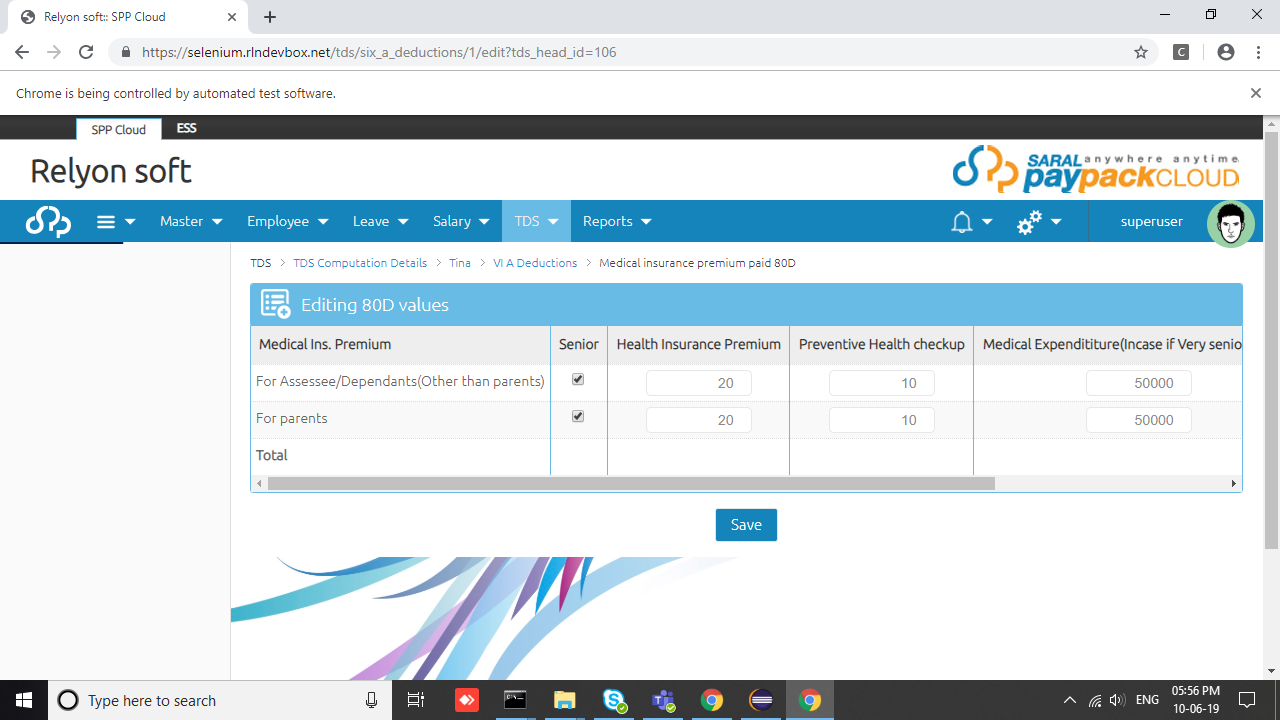 Relyon soft:: SPP Cloud
https://selenium.rlndevbox.net/tds/six_a_deductions/1/edit?tds_head_id=106
C
Chrome is being controlled by automated test software.
SPP Cloud ESS
Relyon soft
SARAL anywhere anytime
paypackCLOUD
Master Employee Leave Salary TDS Reports superuser
TDS > TDS Computation Details > Tina > VI A Deductions > Medical insurance premium paid 80D
Editing 80D values
Medical Ins. Premium Senior Health Insurance Premium Preventive Health checkup Medical Expendititure(Incase if Very senio
For Assessee/Dependants(Other than parents) 20 10 50000
For parents 20 10 50000
Total
Save
Type here to search
ENG
05:56 PM
10-06-19